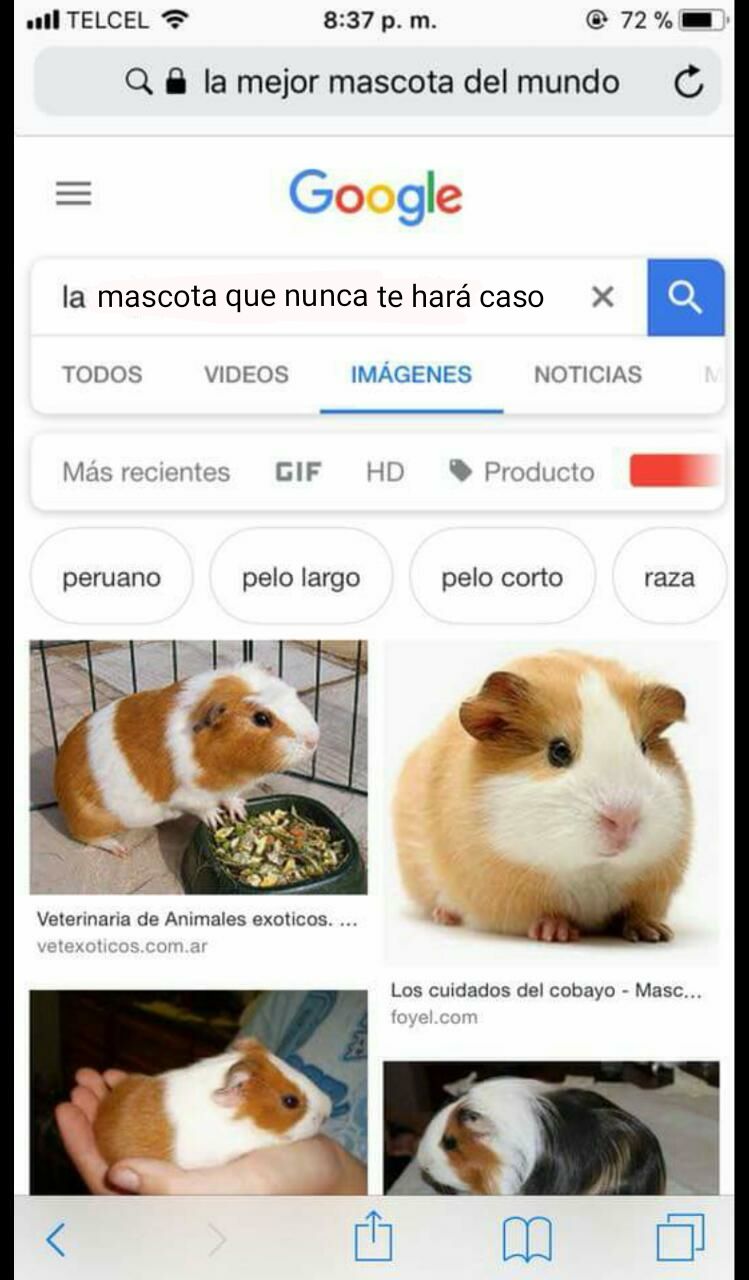 TELCEL 8:37 p. m. 72 %
la mejor mascota del mundo
Google
la mascota que nunca te hará caso
TODOS VIDEOS IMÁGENES NOTICIAS M
Más recientes GIF HD Producto
peruano pelo largo pelo corto raza
Veterinaria de Animales exoticos. ...
vetexoticos.com.ar
Los cuidados del cobayo - Masc...
foyel.com